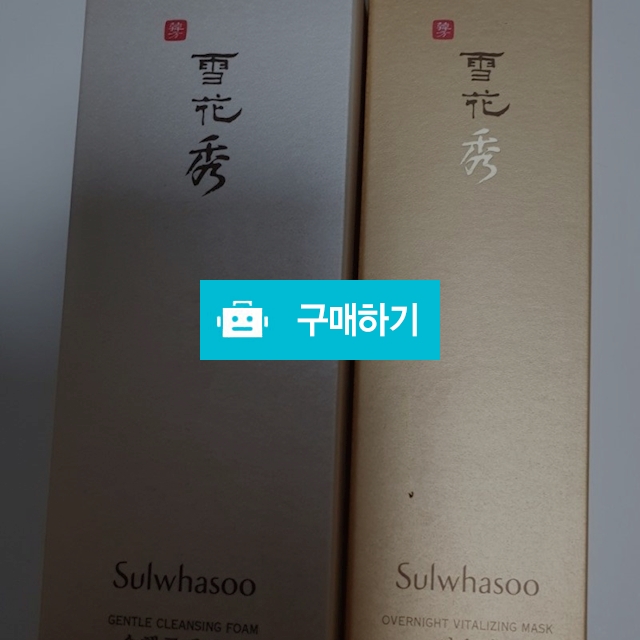 雪花秀
Sulwhasoo
GENTLE CLEANSING FOAM
雪花秀
Sulwhasoo
OVERNIGHT VITALIZING MASK
구매하기